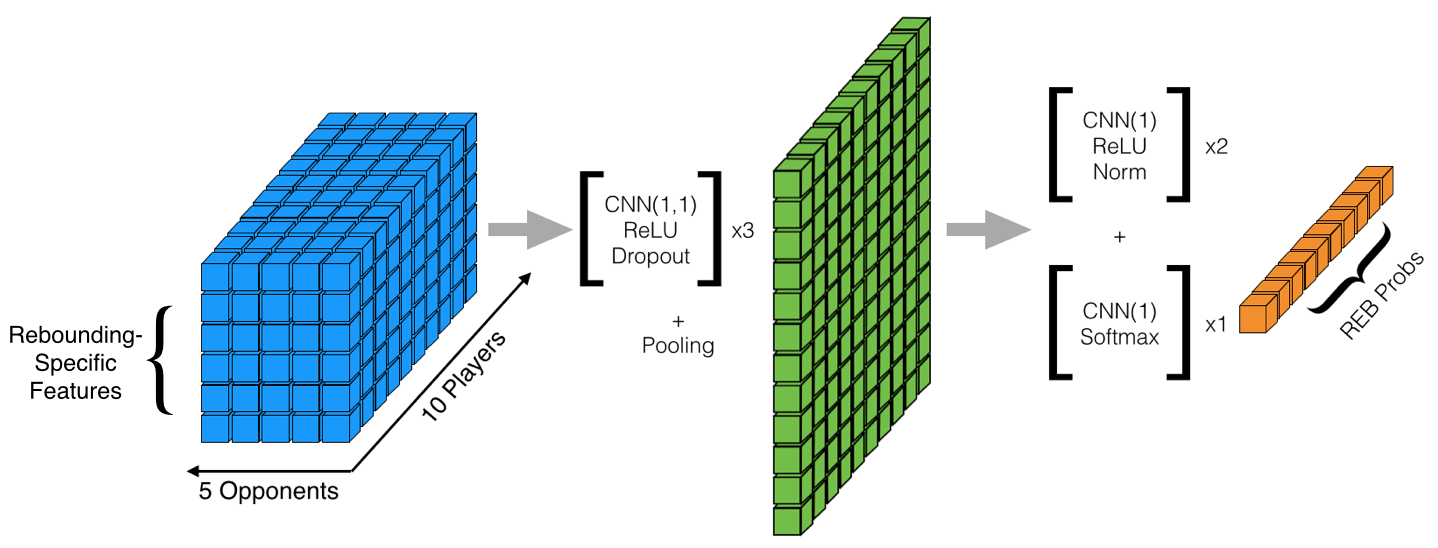 Rebounding-
Specific
Features
5 Opponents
10 Players
CNN(1,1)
ReLU
Dropout
x3
+
Pooling
CNN(1)
ReLU
Norm
x2
+
CNN(1)
Softmax
x1
REB Probs